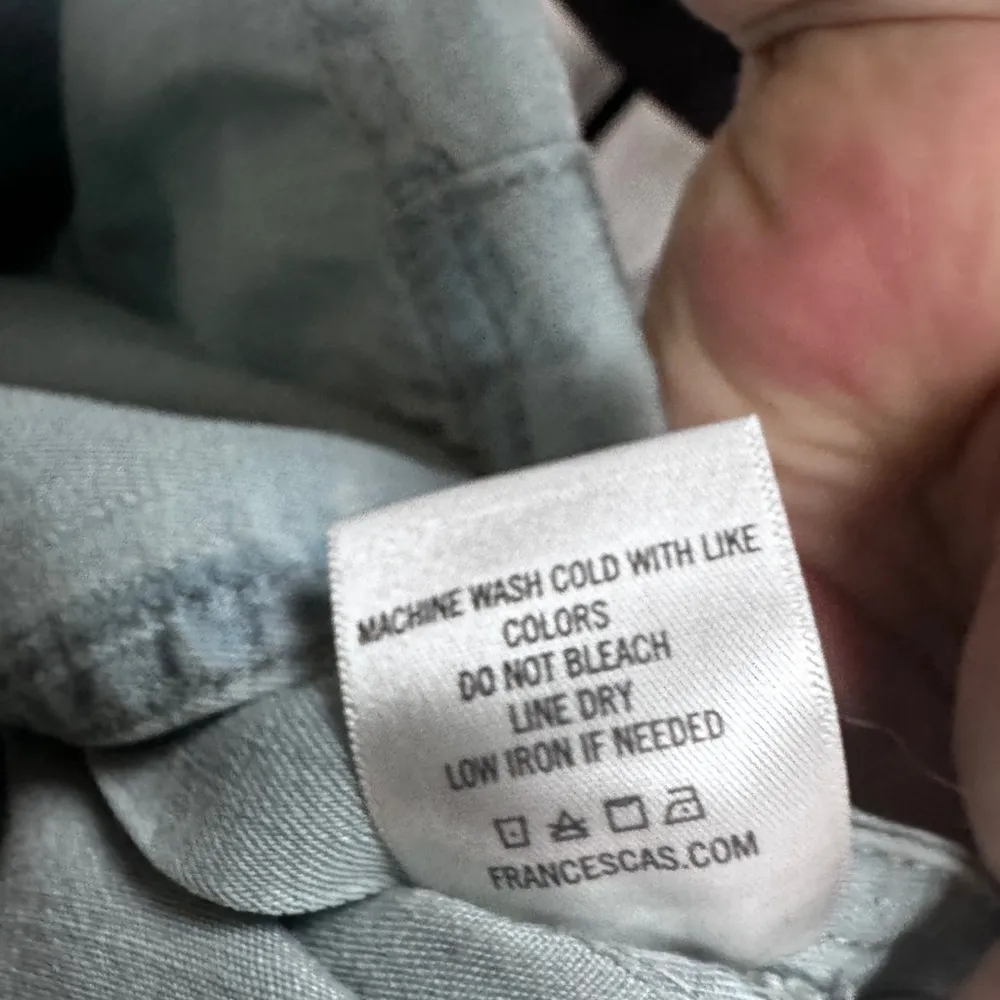 MACHINE WASH COLD WITH LIKE
COLORS
DO NOT BLEACH
LINE DRY
LOW IRON IF NEEDED
FRANCESCAS.COM